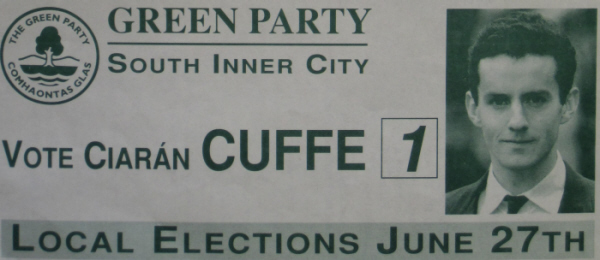 THE GREEN PARTY
COMHAONTAS GLAS
GREEN PARTY
SOUTH INNER CITY
VOTE CIARÁN CUFFE 1
LOCAL ELECTIONS JUNE 27TH